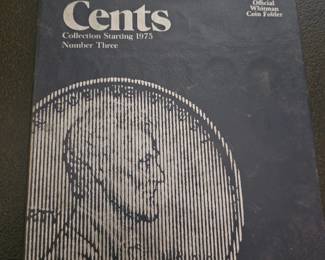 Cents
Collection Starting 1975
Number Three
Official
Whitman
Coin Folder